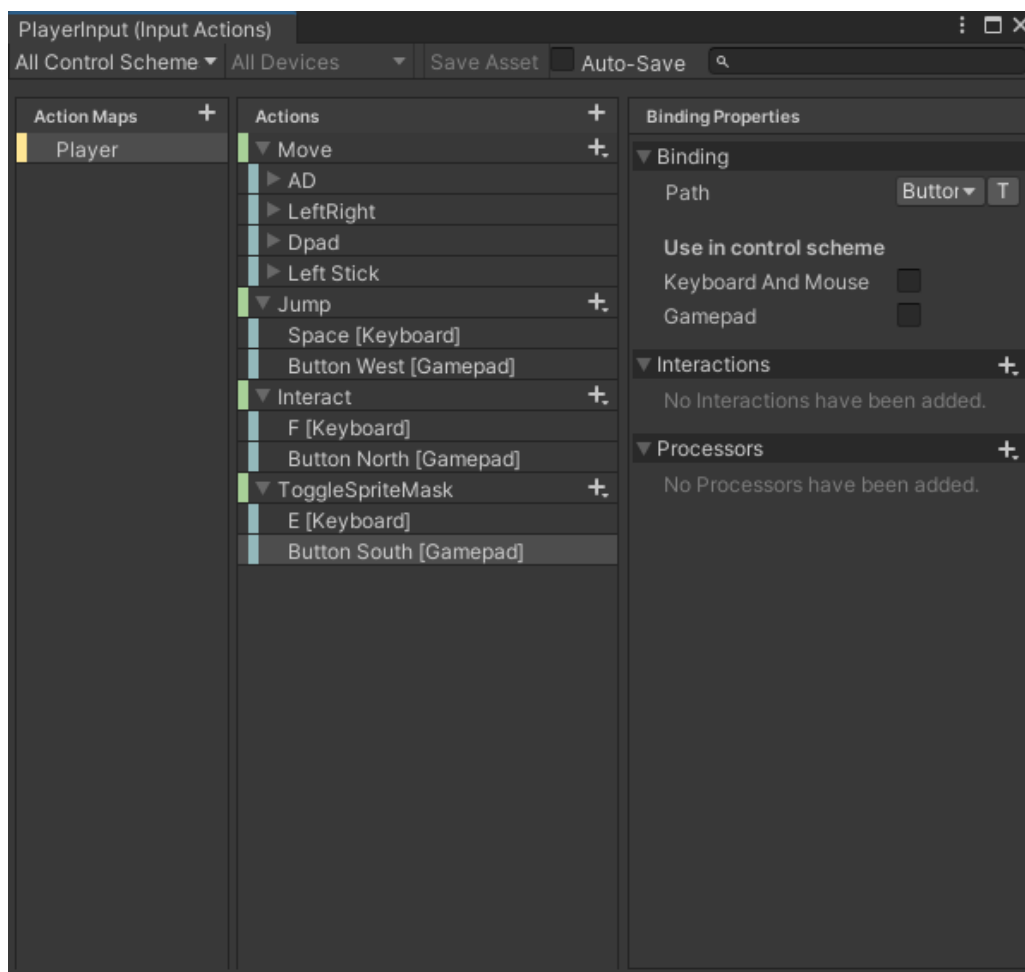 PlayerInput (Input Actions)
All Control Scheme All Devices Save Asset Auto-Save
Action Maps
Player
Actions
Move
AD
LeftRight
Dpad
Left Stick
Jump
Space [Keyboard]
Button West [Gamepad]
Interact
F [Keyboard]
Button North [Gamepad]
ToggleSpriteMask
E [Keyboard]
Button South [Gamepad]
Binding Properties
Binding
Path Buttor T
Use in control scheme
Keyboard And Mouse
Gamepad
Interactions
No Interactions have been added.
Processors
No Processors have been added.